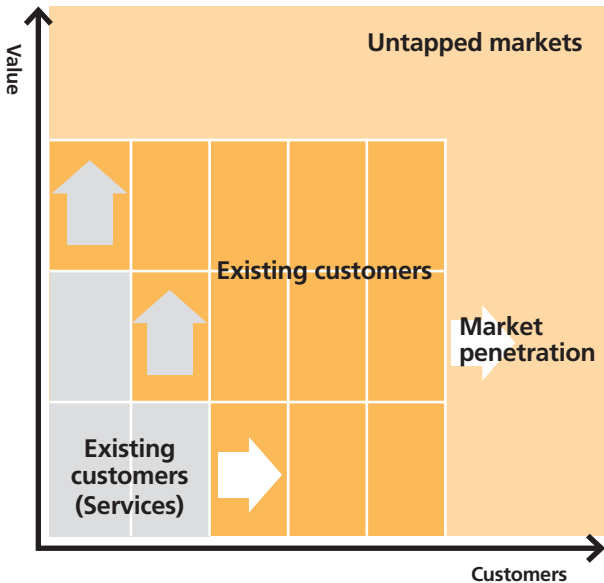 Value
Untapped markets
Existing customers
Market
penetration
Existing
customers
(Services)
Customers